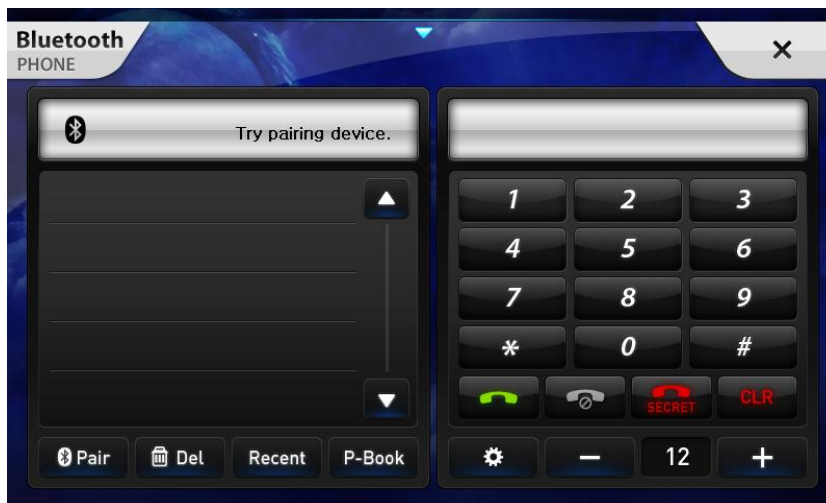 Bluetooth
PHONE
Try pairing device.
1 2 3
4 5 6
7 8 9
* 0 #
SECRET CLR
Pair Del Recent P-Book
− 12 +